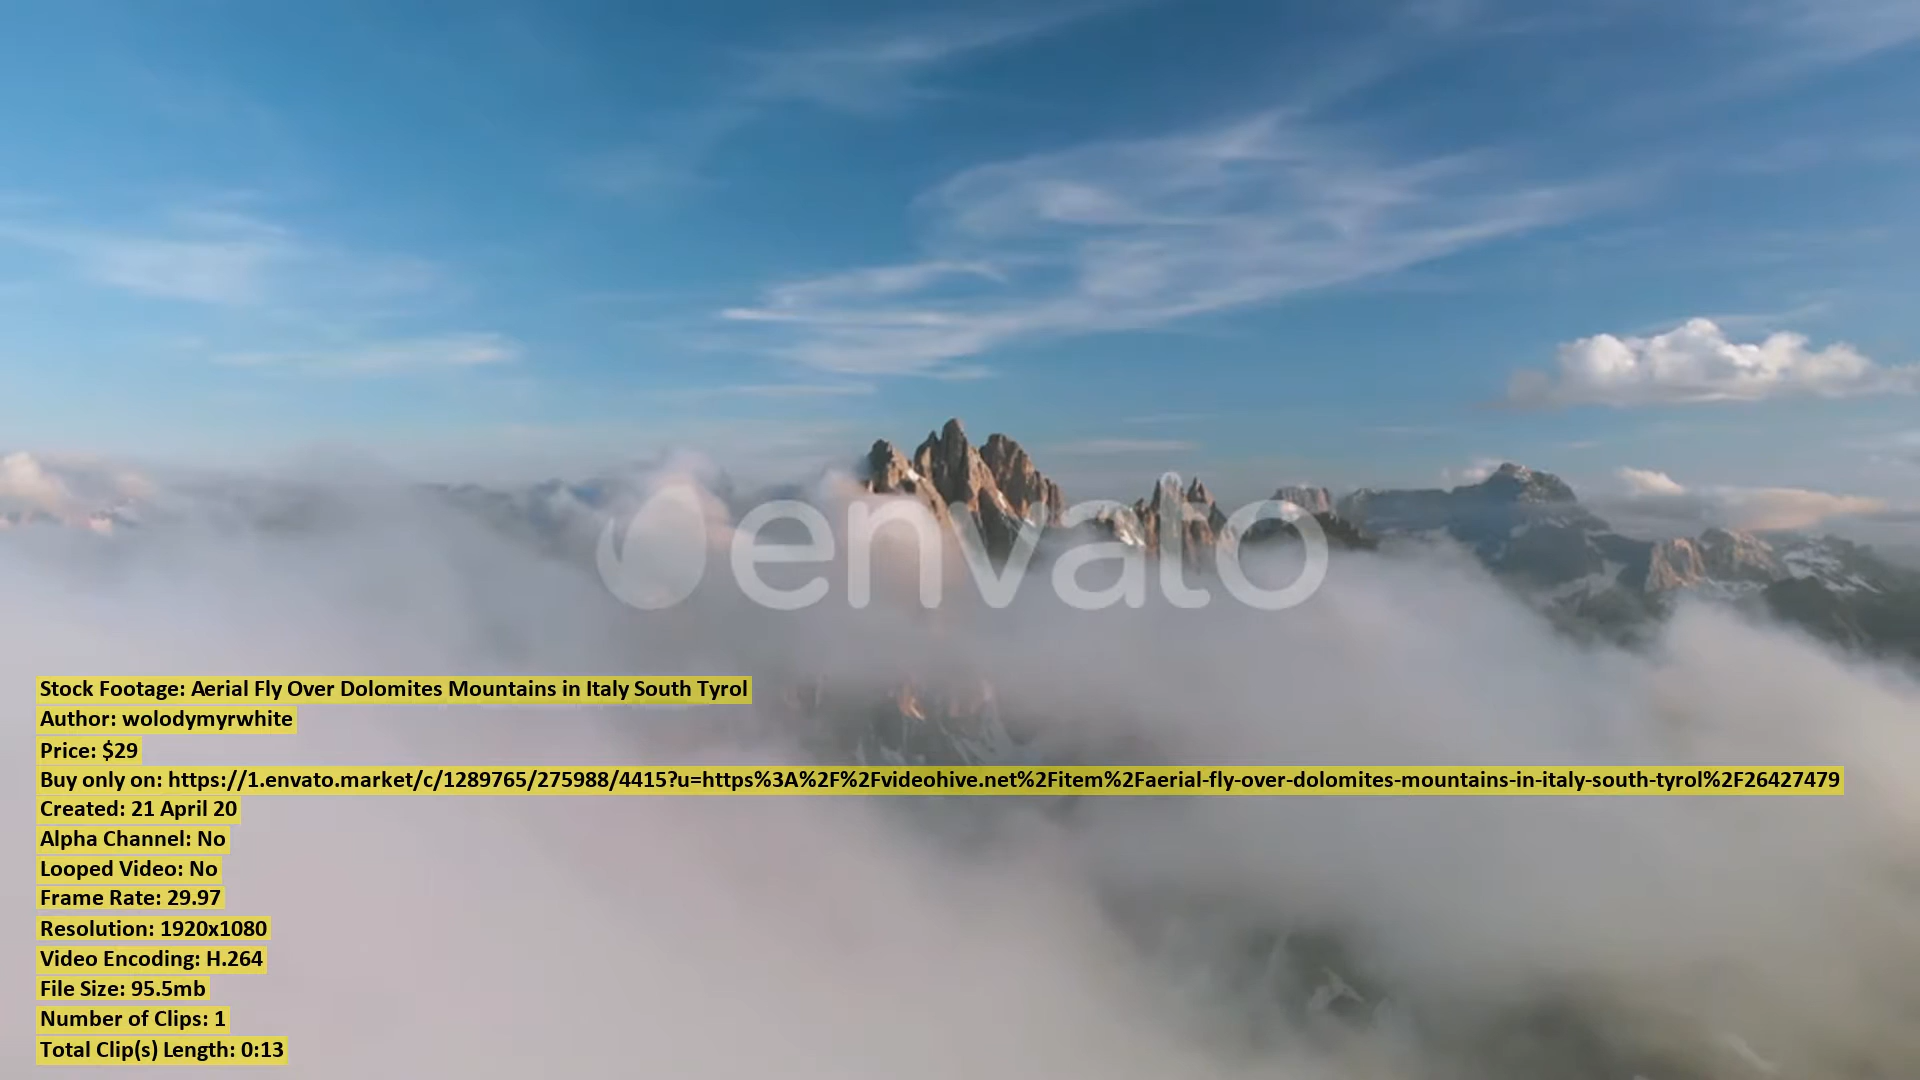 envato
Stock Footage: Aerial Fly Over Dolomites Mountains in Italy South Tyrol
Author: wolodymyrwhite
Price: $29
Buy only on: https://1.envato.market/c/1289765/275988/4415?u=https%3A%2F%2Fvideohive.net%2Fitem%2Faerial-fly-over-dolomites-mountains-in-italy-south-tyrol%2F26427479
Created: 21 April 20
Alpha Channel: No
Looped Video: No
Frame Rate: 29.97
Resolution: 1920x1080
Video Encoding: H.264
File Size: 95.5mb
Number of Clips: 1
Total Clip(s) Length: 0:13